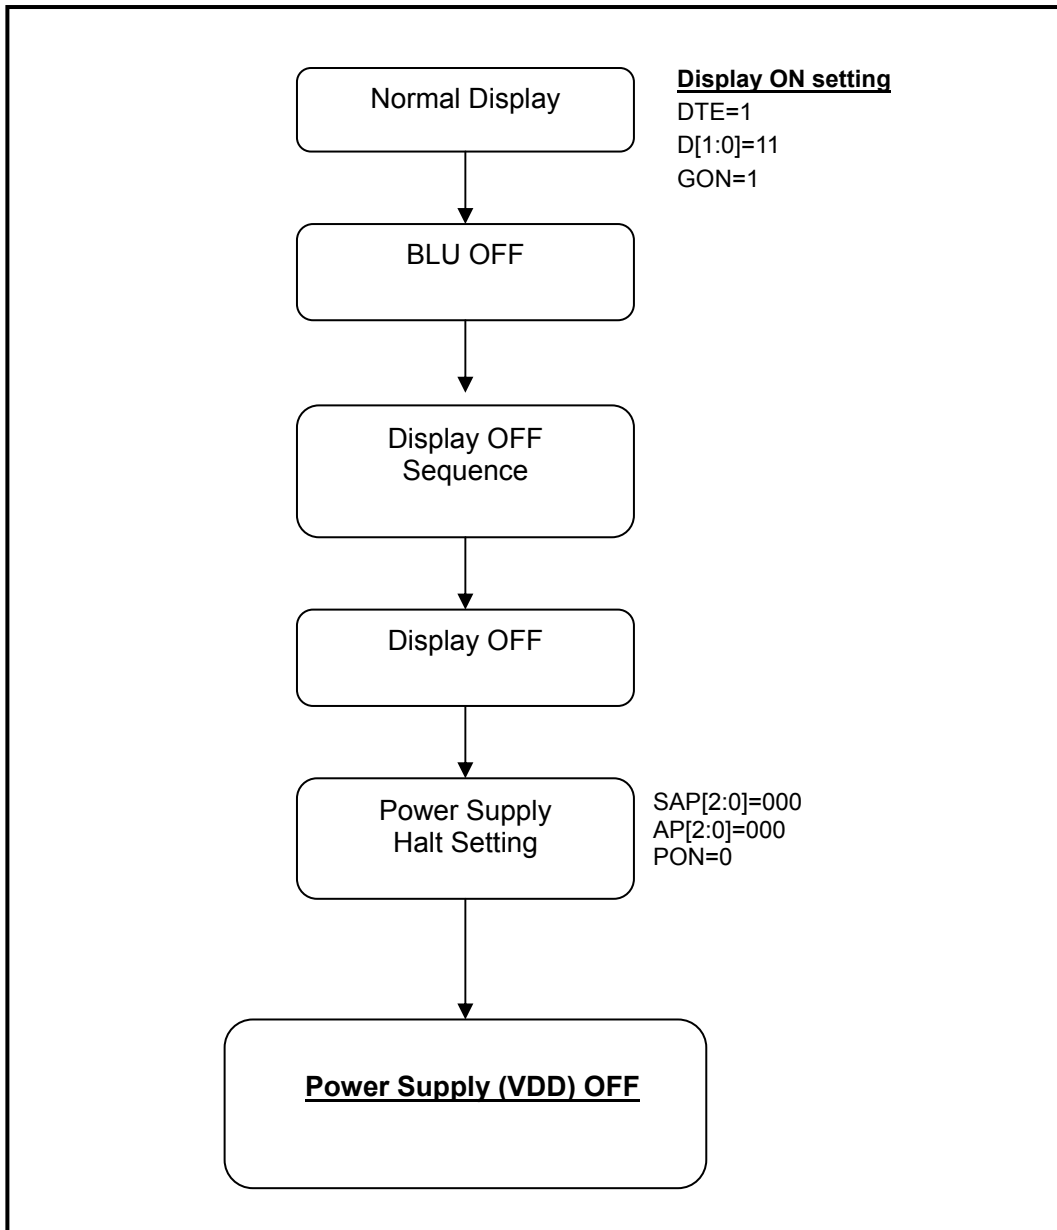 Normal Display
Display ON setting
DTE=1
D[1:0]=11
GON=1
BLU OFF
Display OFF
Sequence
Display OFF
Power Supply
Halt Setting
SAP[2:0]=000
AP[2:0]=000
PON=0
Power Supply (VDD) OFF